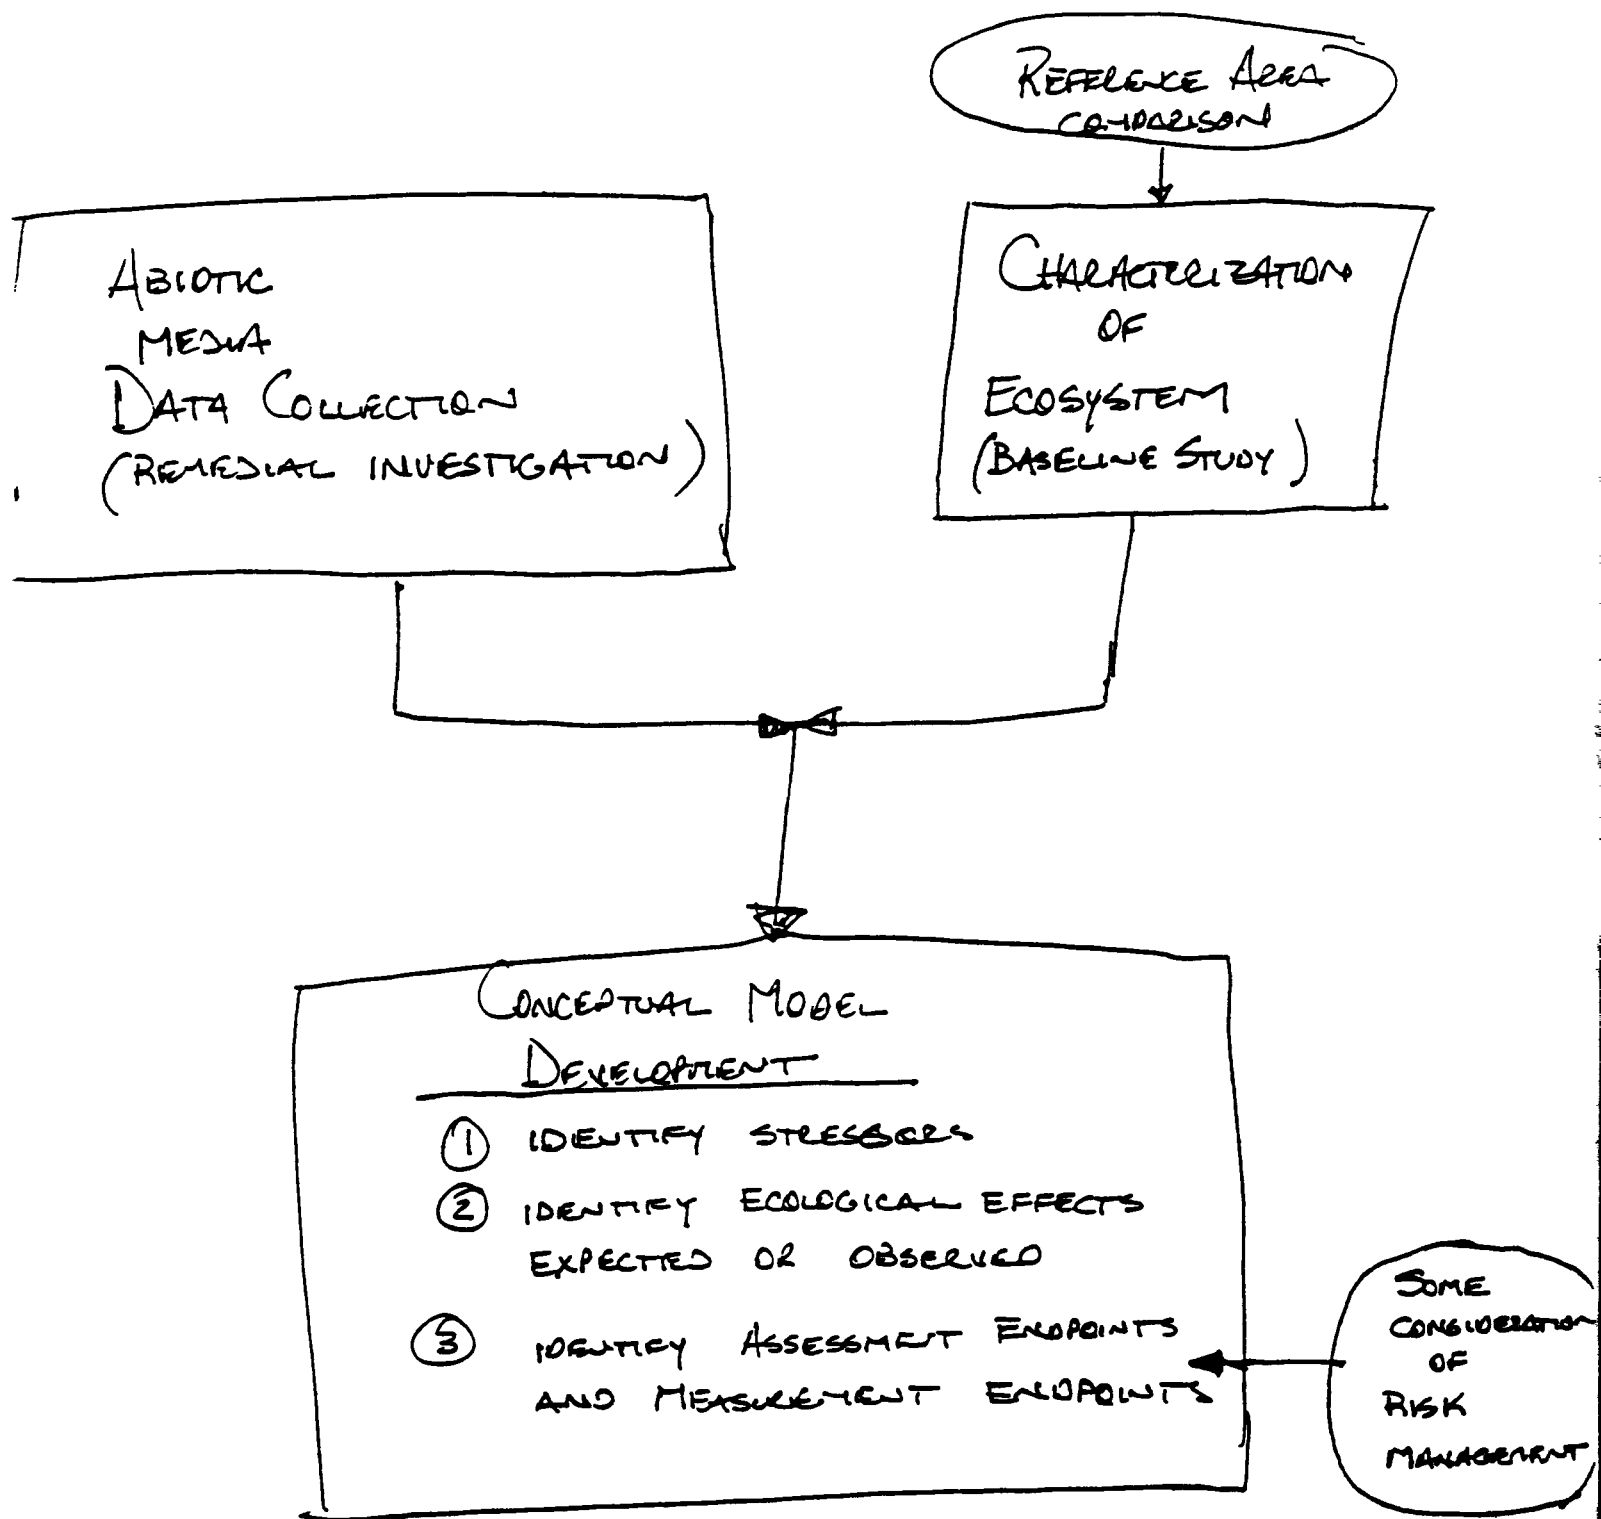 REFERENCE AREA
COMPARISON
ABIOTIC
MEDIA
DATA COLLECTION
(REMEDIAL INVESTIGATION)
CHARACTERIZATION
OF
ECOSYSTEM
(BASELINE STUDY)
CONCEPTUAL MODEL
DEVELOPMENT
1 IDENTIFY STRESSORS
2 IDENTIFY ECOLOGICAL EFFECTS
EXPECTED OR OBSERVED
3 IDENTIFY ASSESSMENT ENDPOINTS
AND MEASUREMENT ENDPOINTS
SOME
CONSIDERATION
OF
RISK
MANAGEMENT